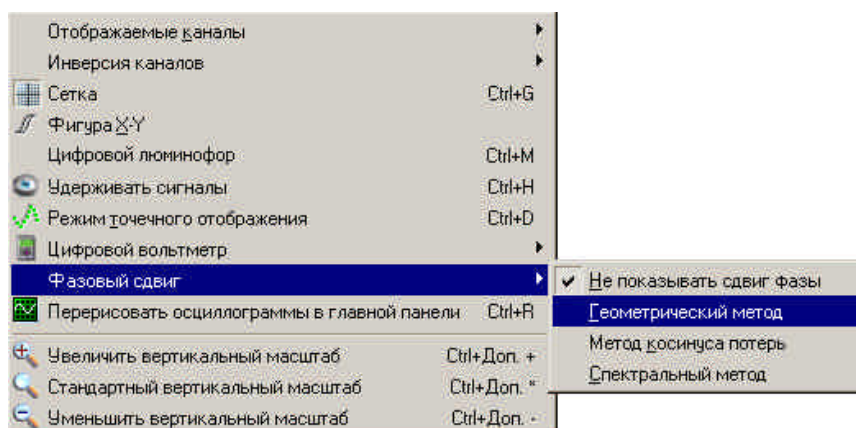 Отображаемые каналы
Инверсия каналов
Сетка Ctrl+G
Фигура X-Y
Цифровой люминофор Ctrl+M
Удерживать сигналы Ctrl+H
Режим точечного отображения Ctrl+D
Цифровой вольтметр
Фазовый сдвиг
Не показывать сдвиг фазы
Геометрический метод
Метод косинуса потерь
Спектральный метод
Перерисовать осциллограммы в главной панели Ctrl+R
Увеличить вертикальный масштаб Ctrl+Доп. +
Стандартный вертикальный масштаб Ctrl+Доп. *
Уменьшить вертикальный масштаб Ctrl+Доп. -